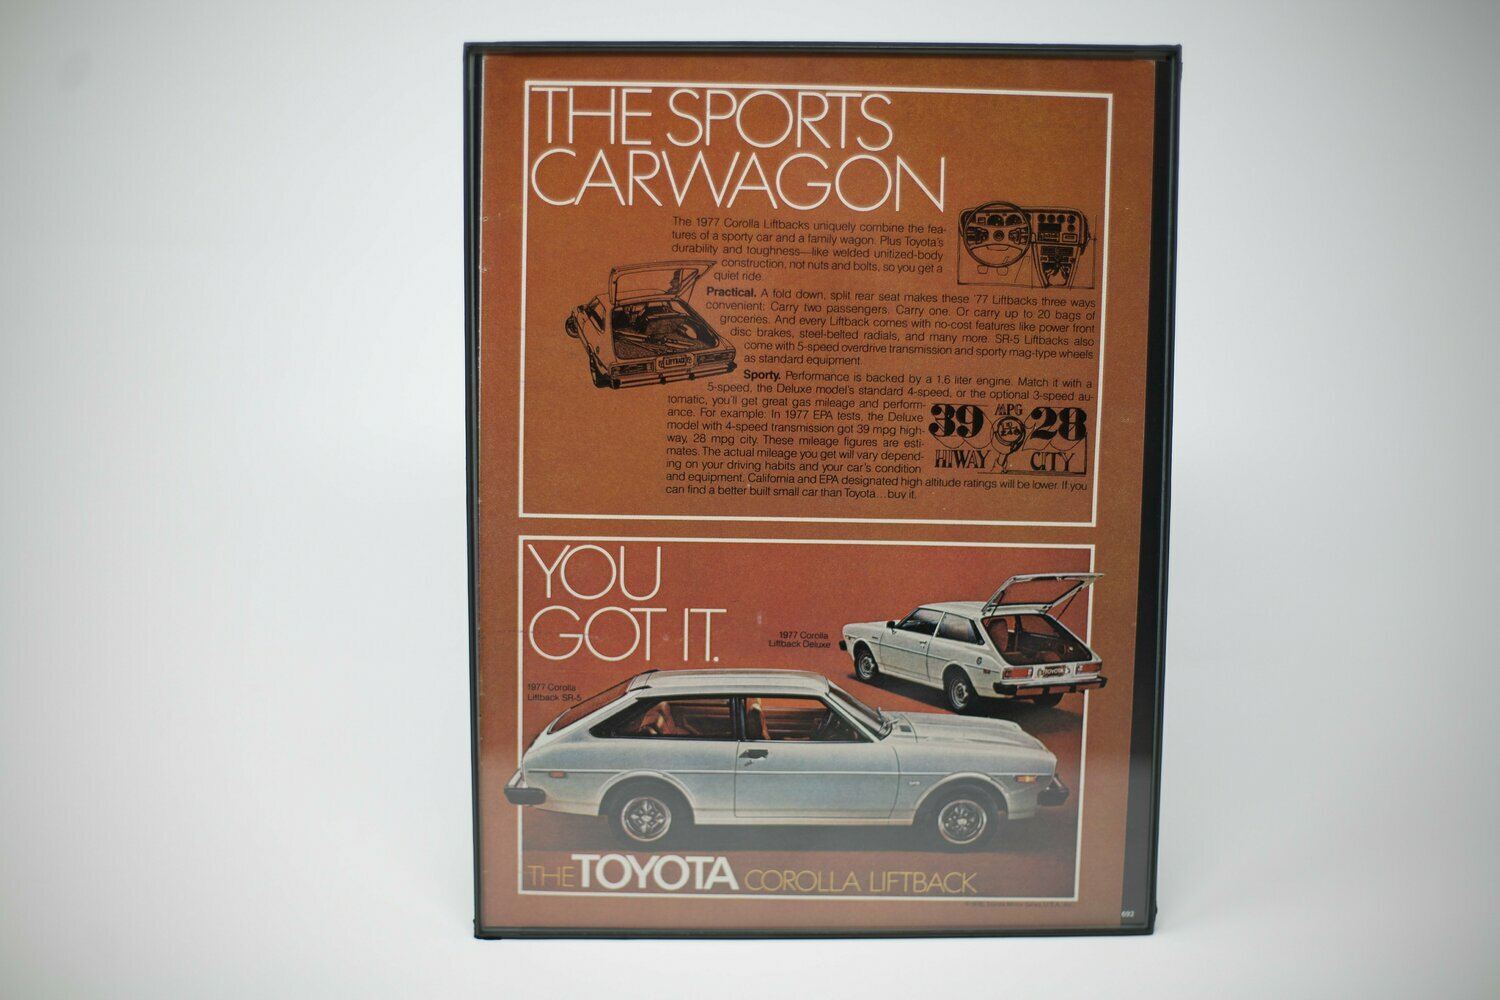 THE SPORTS
CARWAGON
The 1977 Corolla Liftbacks uniquely combine the fea-
tures of a sporty car and a family wagon. Plus Toyota's
durability and toughness—like welded unitized-body
construction, not nuts and bolts, so you get a
quiet ride.
Practical. A fold down, split rear seat makes these '77 Liftbacks three ways
convenient: Carry two passengers. Carry one. Or carry up to 20 bags of
groceries. And every Liftback comes with no-cost features like power front
disc brakes, steel-belted radials, and many more. SR-5 Liftbacks also
come with 5-speed overdrive transmission and sporty mag-type wheels
as standard equipment.
LIFTBACK
Sporty. Performance is backed by a 1.6 liter engine. Match it with a
5-speed, the Deluxe model's standard 4-speed, or the optional 3-speed au-
tomatic, you'll get great gas mileage and perform-
ance. For example: In 1977 EPA tests, the Deluxe
model with 4-speed transmission got 39 mpg high-
way, 28 mpg city. These mileage figures are esti-
mates. The actual mileage you get will vary depend-
ing on your driving habits and your car's condition
and equipment. California and EPA designated high altitude ratings will be lower. If you
can find a better built small car than Toyota...buy it.
39 MPG 28
HIWAY CITY
YOU
GOT IT.
1977 Corolla
Liftback Deluxe
TOYOTA
1977 Corolla
Liftback SR-5
THE TOYOTA COROLLA LIFTBACK
Toyota Motor Sales, U.S.A., Inc.
692